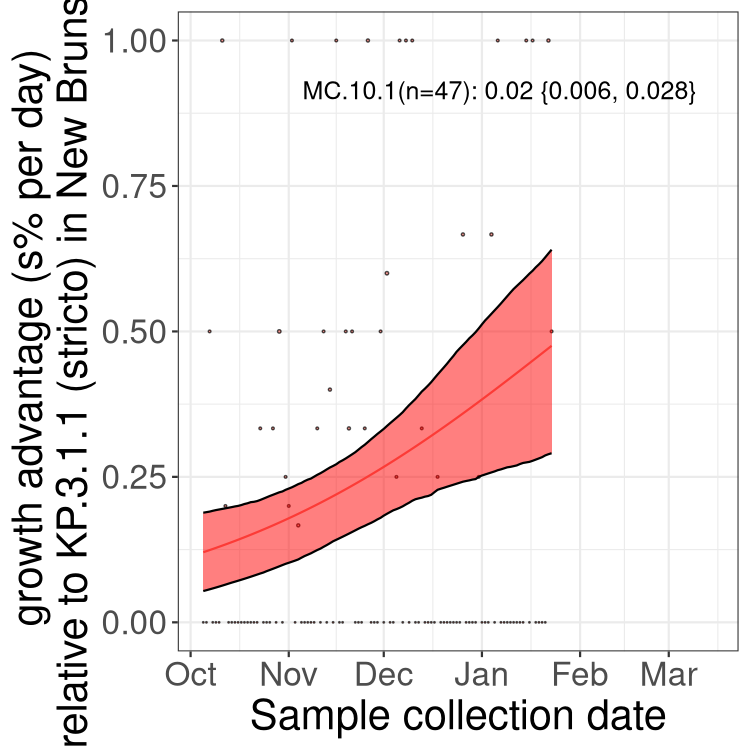 growth advantage (s% per day)
relative to KP.3.1.1 (stricto) in New Bruns
1.00
0.75
0.50
0.25
0.00
MC.10.1(n=47): 0.02 {0.006, 0.028}
Oct Nov Dec Jan Feb Mar
Sample collection date